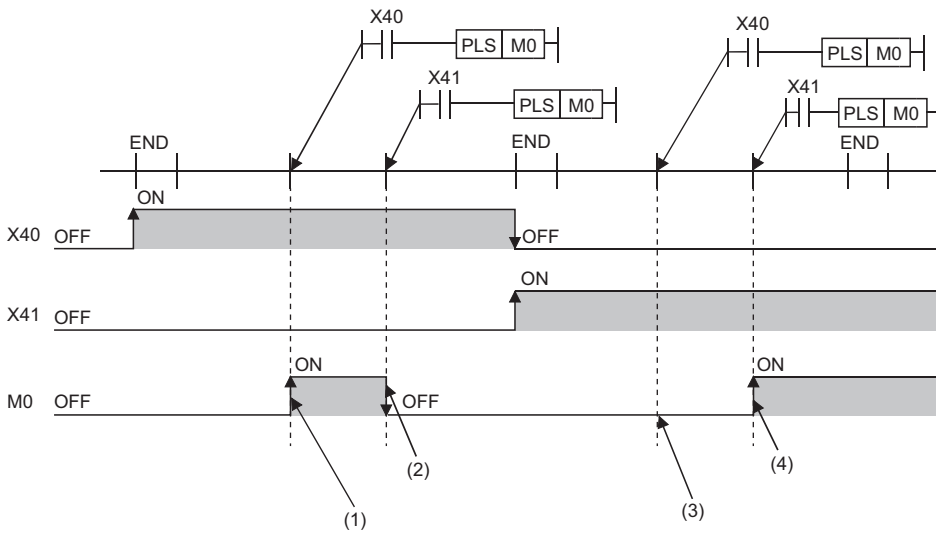 X40
PLS M0
X40
PLS M0
X41
PLS M0
X41
PLS M0
END
END
END
ON
X40 OFF
OFF
ON
X41 OFF
ON
ON
M0 OFF
OFF
(2)
(4)
(1)
(3)